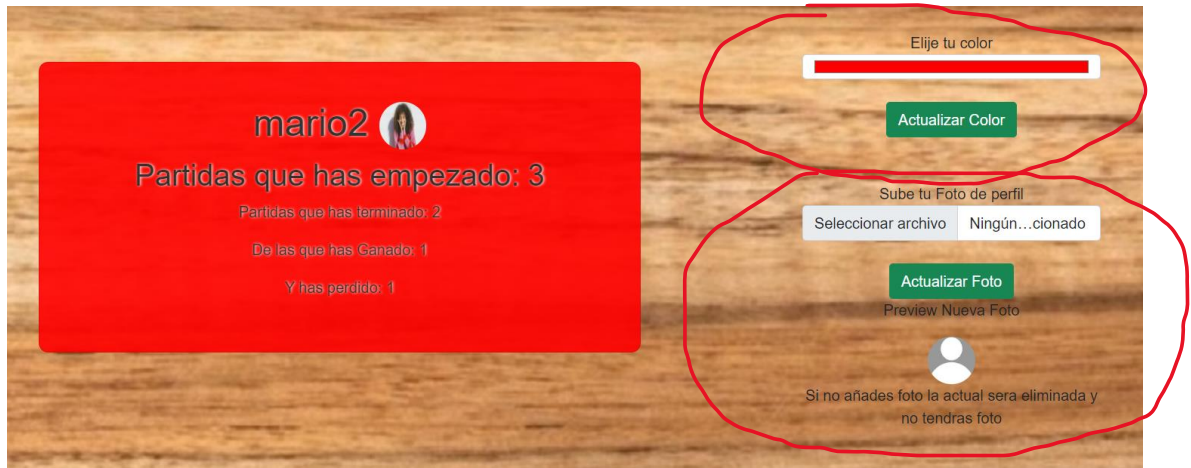 mario2
Partidas que has empezado: 3
Partidas que has terminado: 2
De las que has Ganado: 1
Y has perdido: 1
Elije tu color
Actualizar Color
Sube tu Foto de perfil
Seleccionar archivo Ningún…cionado
Actualizar Foto
Preview Nueva Foto
Si no añades foto la actual sera eliminada y
no tendras foto